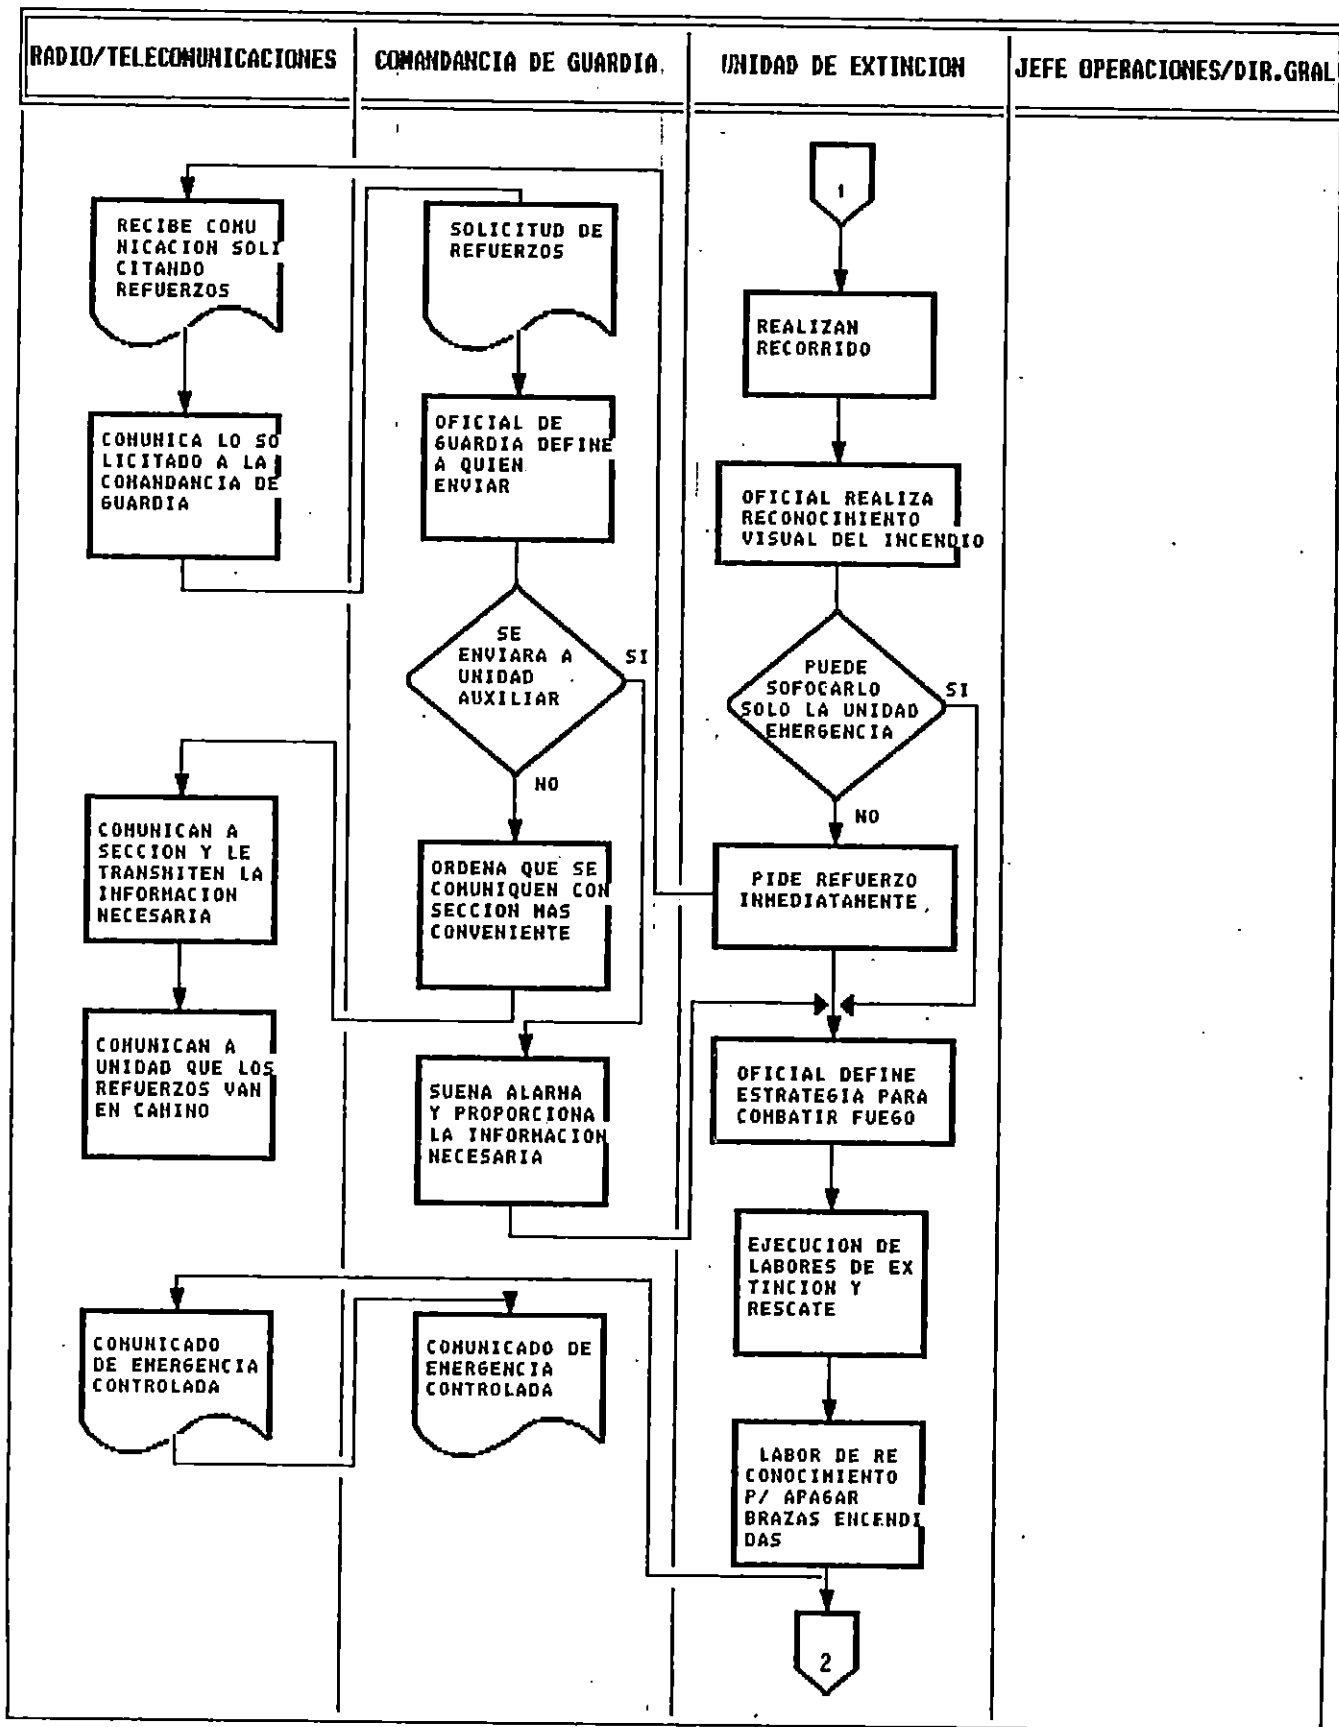 RADIO/TELECOMUNICACIONES
COMANDANCIA DE GUARDIA
UNIDAD DE EXTINCION
JEFE OPERACIONES/DIR.GRAL
RECIBE COMU
NICACION SOLI
CITANDO
REFUERZOS
COMUNICA LO SO
LICITADO A LA
COMANDANCIA DE
GUARDIA
COMUNICAN A
SECCION Y LE
TRANSMITEN LA
INFORMACION
NECESARIA
COMUNICAN A
UNIDAD QUE LOS
REFUERZOS VAN
EN CAMINO
COMUNICADO
DE EMERGENCIA
CONTROLADA
SOLICITUD DE
REFUERZOS
OFICIAL DE
GUARDIA DEFINE
A QUIEN
ENVIAR
SE
ENVIARA A
UNIDAD
AUXILIAR
SI
NO
ORDENA QUE SE
COMUNIQUEN CON
SECCION MAS
CONVENIENTE
SUENA ALARMA
Y PROPORCIONA
LA INFORMACION
NECESARIA
COMUNICADO DE
EMERGENCIA
CONTROLADA
1
REALIZAN
RECORRIDO
OFICIAL REALIZA
RECONOCIMIENTO
VISUAL DEL INCENDIO
PUEDE
SOFOCARLO
SOLO LA UNIDAD
EMERGENCIA
SI
NO
PIDE REFUERZO
INMEDIATAMENTE
OFICIAL DEFINE
ESTRATEGIA PARA
COMBATIR FUEGO
EJECUCION DE
LABORES DE EX
TINCION Y
RESCATE
LABOR DE RE
CONOCIMIENTO
P/ APAGAR
BRAZAS ENCENDI
DAS
2